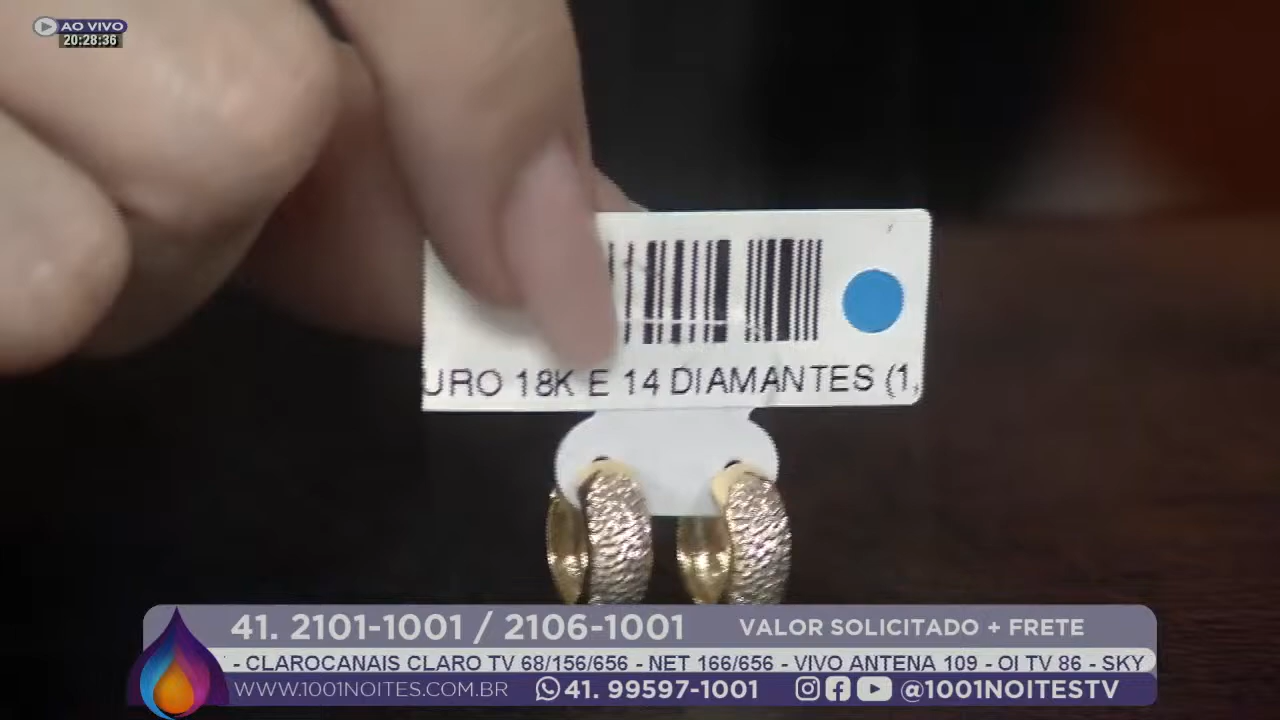 AO VIVO
20:28:36
URO 18K E 14 DIAMANTES (1,
41. 2101-1001 / 2106-1001
VALOR SOLICITADO + FRETE
- CLAROCANAIS CLARO TV 68/156/656 - NET 166/656 - VIVO ANTENA 109 - OI TV 86 - SKY
WWW.1001NOITES.COM.BR
41. 99597-1001
@1001NOITESTV